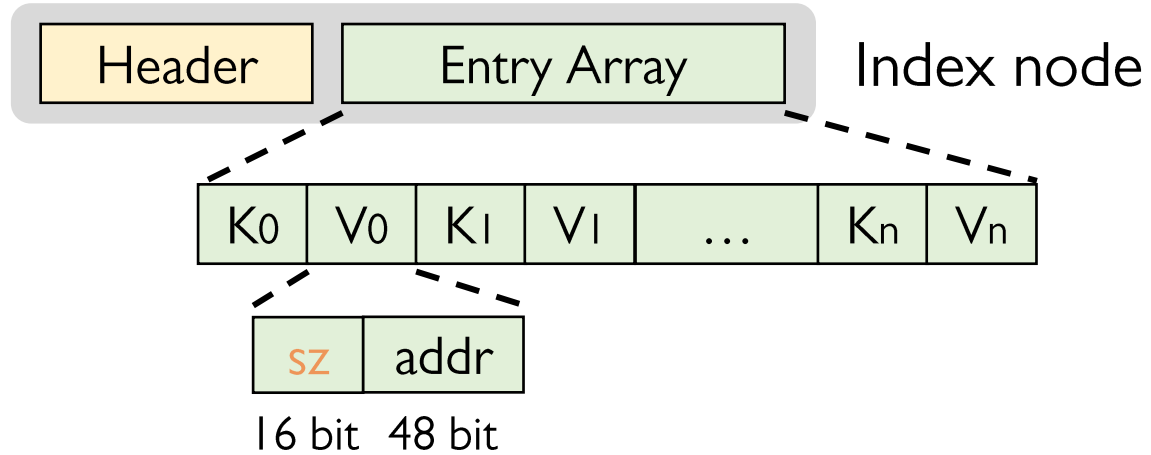 Header Entry Array Index node
K0 V0 K1 V1 ... Kn Vn
sz addr
16 bit 48 bit